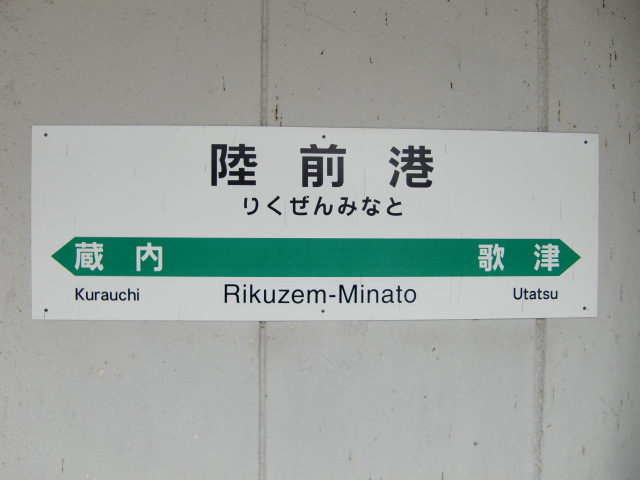 陸前港
りくぜんみなと
蔵内 歌津
Kurauchi Rikuzem-Minato Utatsu